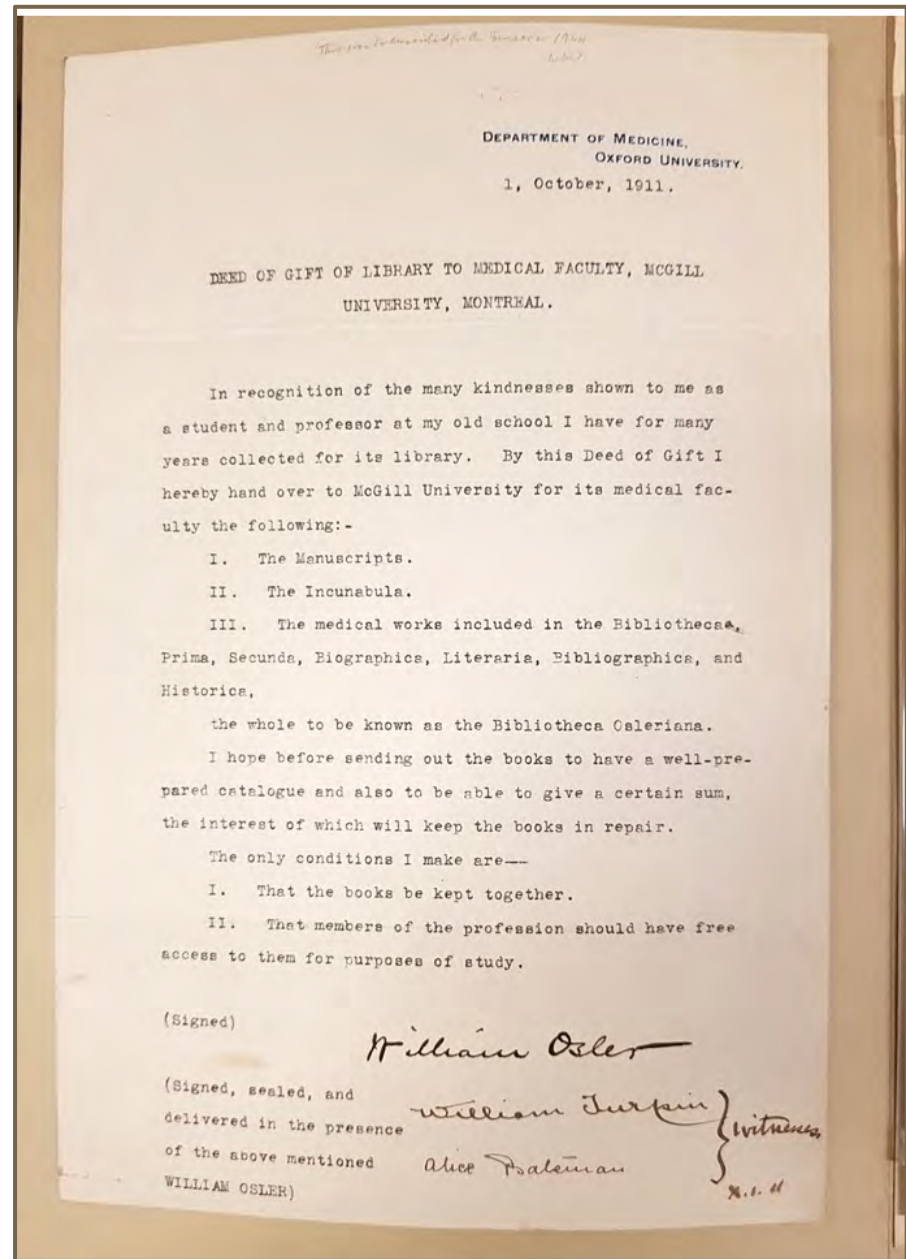 This was
1944
DEPARTMENT OF MEDICINE,
OXFORD UNIVERSITY.
1, October, 1911.
DEED OF GIFT OF LIBRARY TO MEDICAL FACULTY, MCGILL
UNIVERSITY, MONTREAL.
In recognition of the many kindnesses shown to me as
a student and professor at my old school I have for many
years collected for its library. By this Deed of Gift I
hereby hand over to McGill University for its medical fac-
ulty the following:-
I. The Manuscripts.
II. The Incunabula.
III. The medical works included in the Bibliothecae,
Prima, Secunda, Biographica, Literaria, Bibliographica, and
Historica,
the whole to be known as the Bibliotheca Osleriana.
I hope before sending out the books to have a well-pre-
pared catalogue and also to be able to give a certain sum,
the interest of which will keep the books in repair.
The only conditions I make are——
I. That the books be kept together.
II. That members of the profession should have free
access to them for purposes of study.
(Signed)
William Osler
(Signed, sealed, and
delivered in the presence
of the above mentioned
WILLIAM OSLER)
William Turpin
Alice Bateman
witnesses